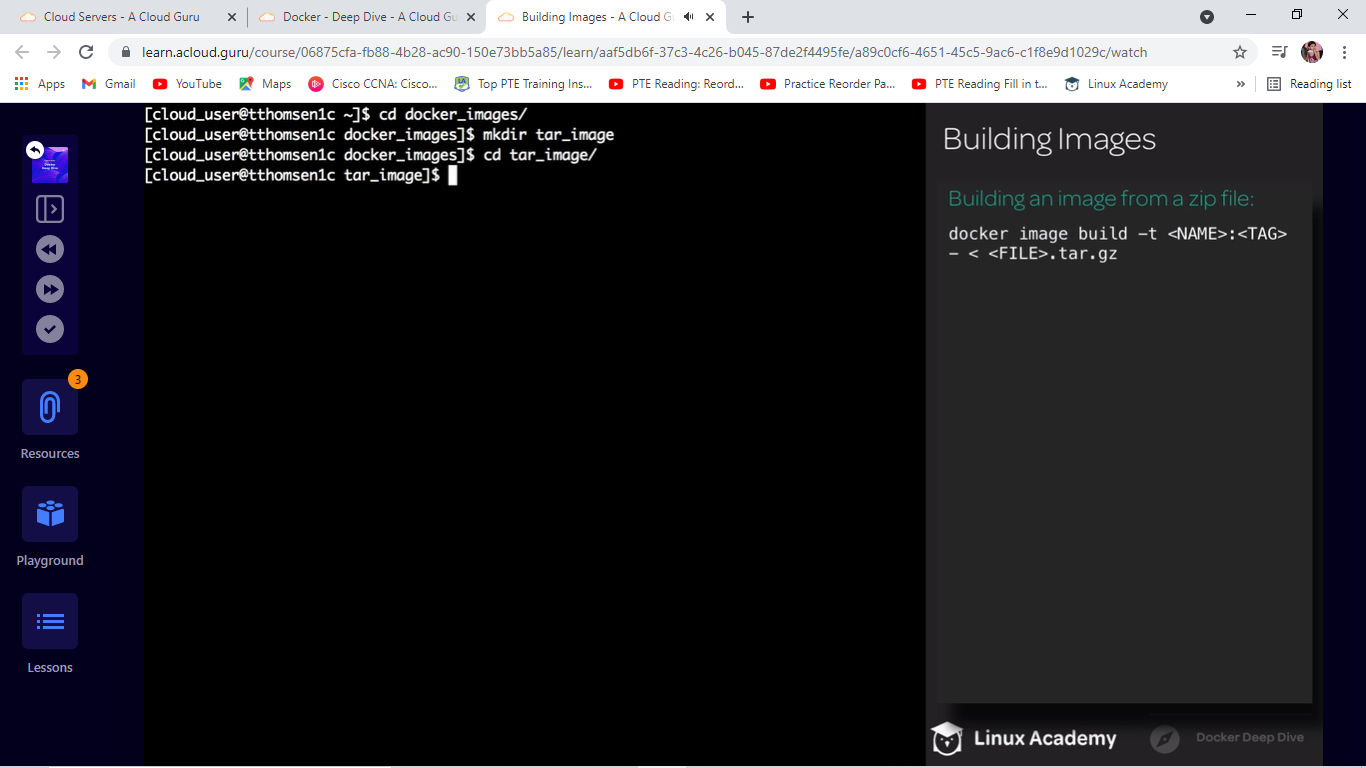 Cloud Servers - A Cloud Guru
Docker - Deep Dive - A Cloud Gu
Building Images - A Cloud G
learn.acloud.guru/course/06875cfa-fb88-4b28-ac90-150e73bb5a85/learn/aaf5db6f-37c3-4c26-b045-87de2f4495fe/a89c0cf6-4651-45c5-9ac6-c1f8e9d1029c/watch
Apps
Gmail
YouTube
Maps
Cisco CCNA: Cisco...
Top PTE Training Ins...
PTE Reading: Reord...
Practice Reorder Pa...
PTE Reading Fill in t...
Linux Academy
»
Reading list
[cloud_user@tthomsen1c ~]$ cd docker_images/
[cloud_user@tthomsen1c docker_images]$ mkdir tar_image
[cloud_user@tthomsen1c docker_images]$ cd tar_image/
[cloud_user@tthomsen1c tar_image]$
3
Resources
Playground
Lessons
Building Images
Building an image from a zip file:
docker image build -t <NAME>:<TAG>
- < <FILE>.tar.gz
Linux Academy
Docker Deep Dive